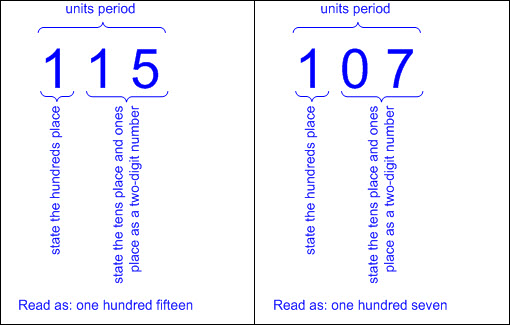 units period
1 1 5
state the hundreds place
state the tens place and ones
place as a two-digit number
Read as: one hundred fifteen
units period
1 0 7
state the hundreds place
state the tens place and ones
place as a two-digit number
Read as: one hundred seven